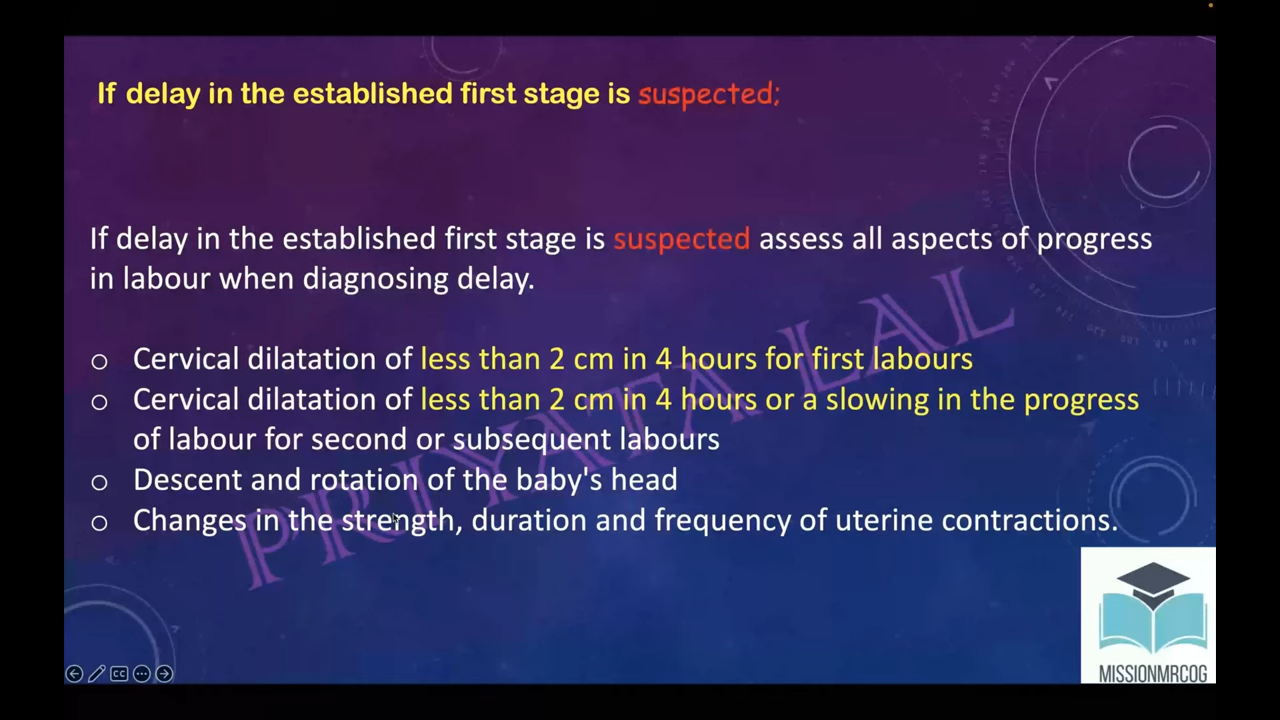 If delay in the established first stage is suspected;
If delay in the established first stage is suspected assess all aspects of progress
in labour when diagnosing delay.
o Cervical dilatation of less than 2 cm in 4 hours for first labours
o Cervical dilatation of less than 2 cm in 4 hours or a slowing in the progress
of labour for second or subsequent labours
o Descent and rotation of the baby's head
o Changes in the strength, duration and frequency of uterine contractions.
PRIYATA LAL
MISSIONMRCOG
CC